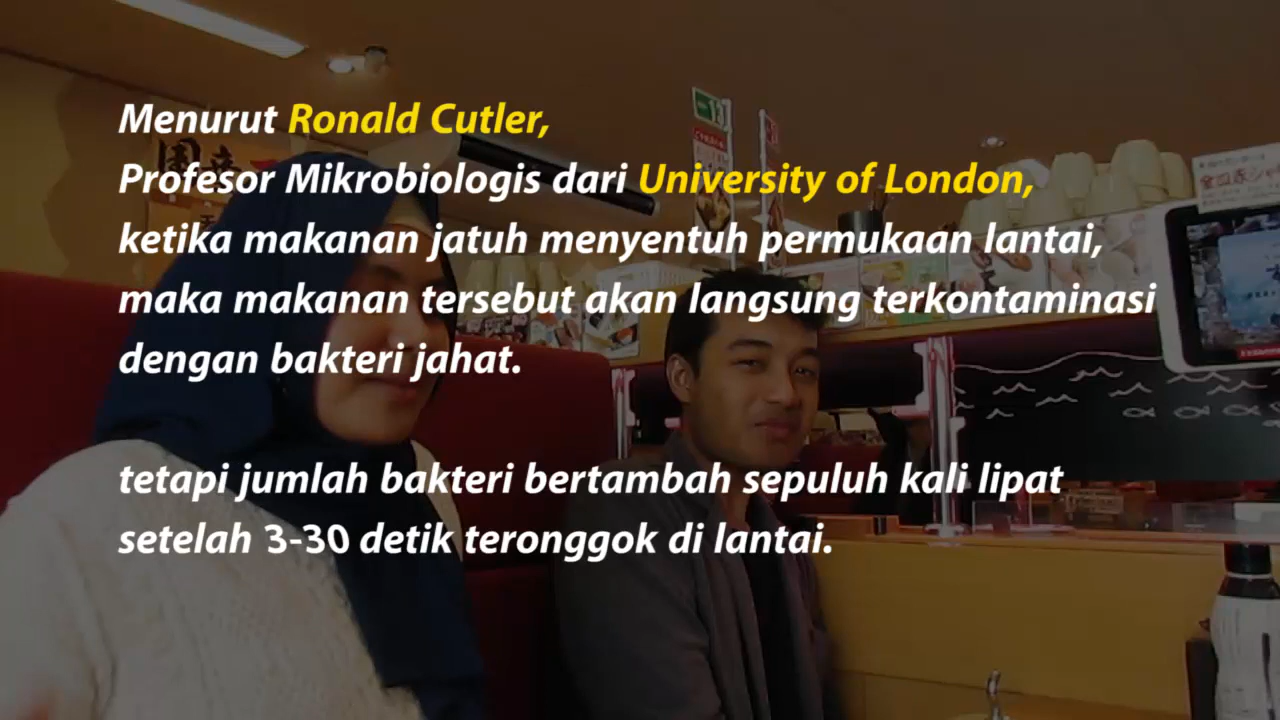 Menurut Ronald Cutler,
Profesor Mikrobiologis dari University of London,
ketika makanan jatuh menyentuh permukaan lantai,
maka makanan tersebut akan langsung terkontaminasi
dengan bakteri jahat.
tetapi jumlah bakteri bertambah sepuluh kali lipat
setelah 3-30 detik teronggok di lantai.
13